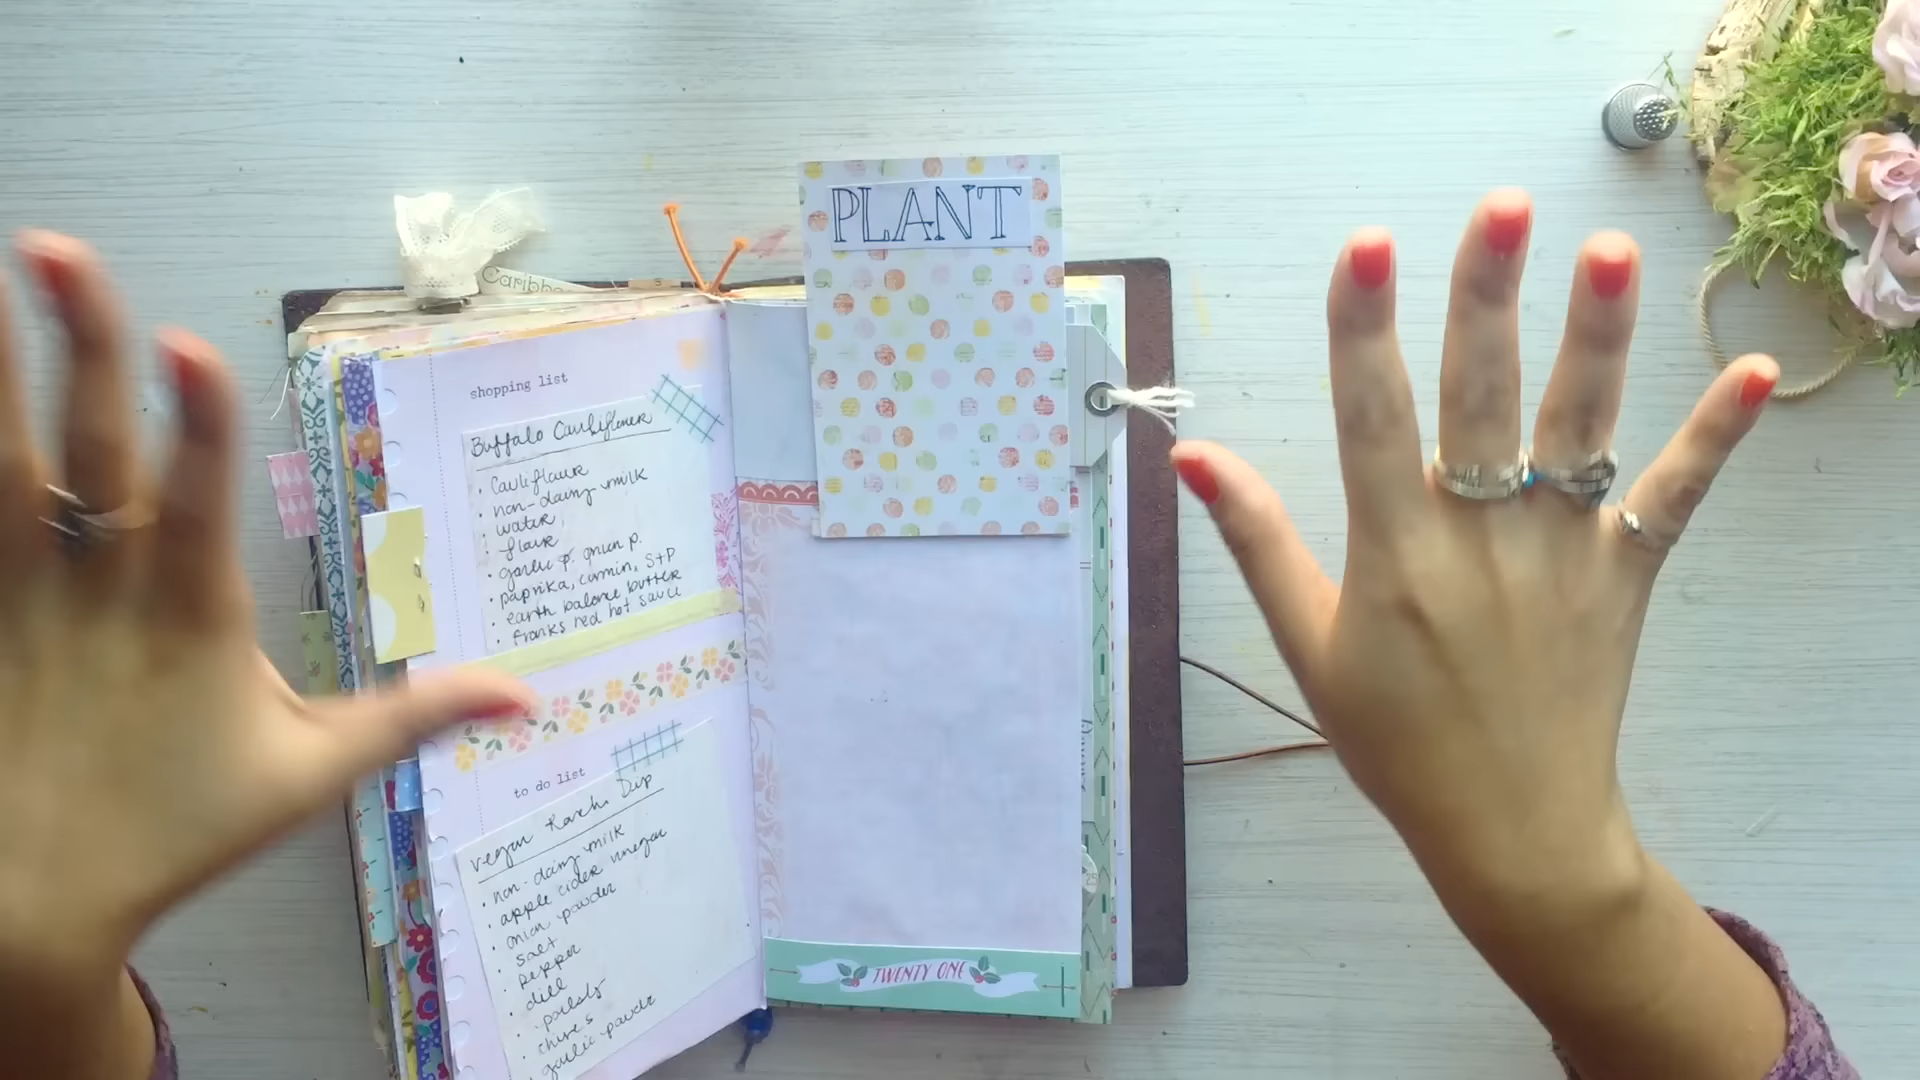 PLANT
Caribbe
shopping list
Buffalo Cauliflower
• Cauliflower
• non-dairy milk
• water
• flour
• garlic p. onion p.
• paprika, cumin, S+P
• earth balance butter
• franks red hot sauce
to do list
Vegan Ranch Dip
• non-dairy milk
• apple cider vinegar
• onion powder
• salt
• pepper
• dill
• parsley
• chives
• garlic powder
TWENTY ONE
25